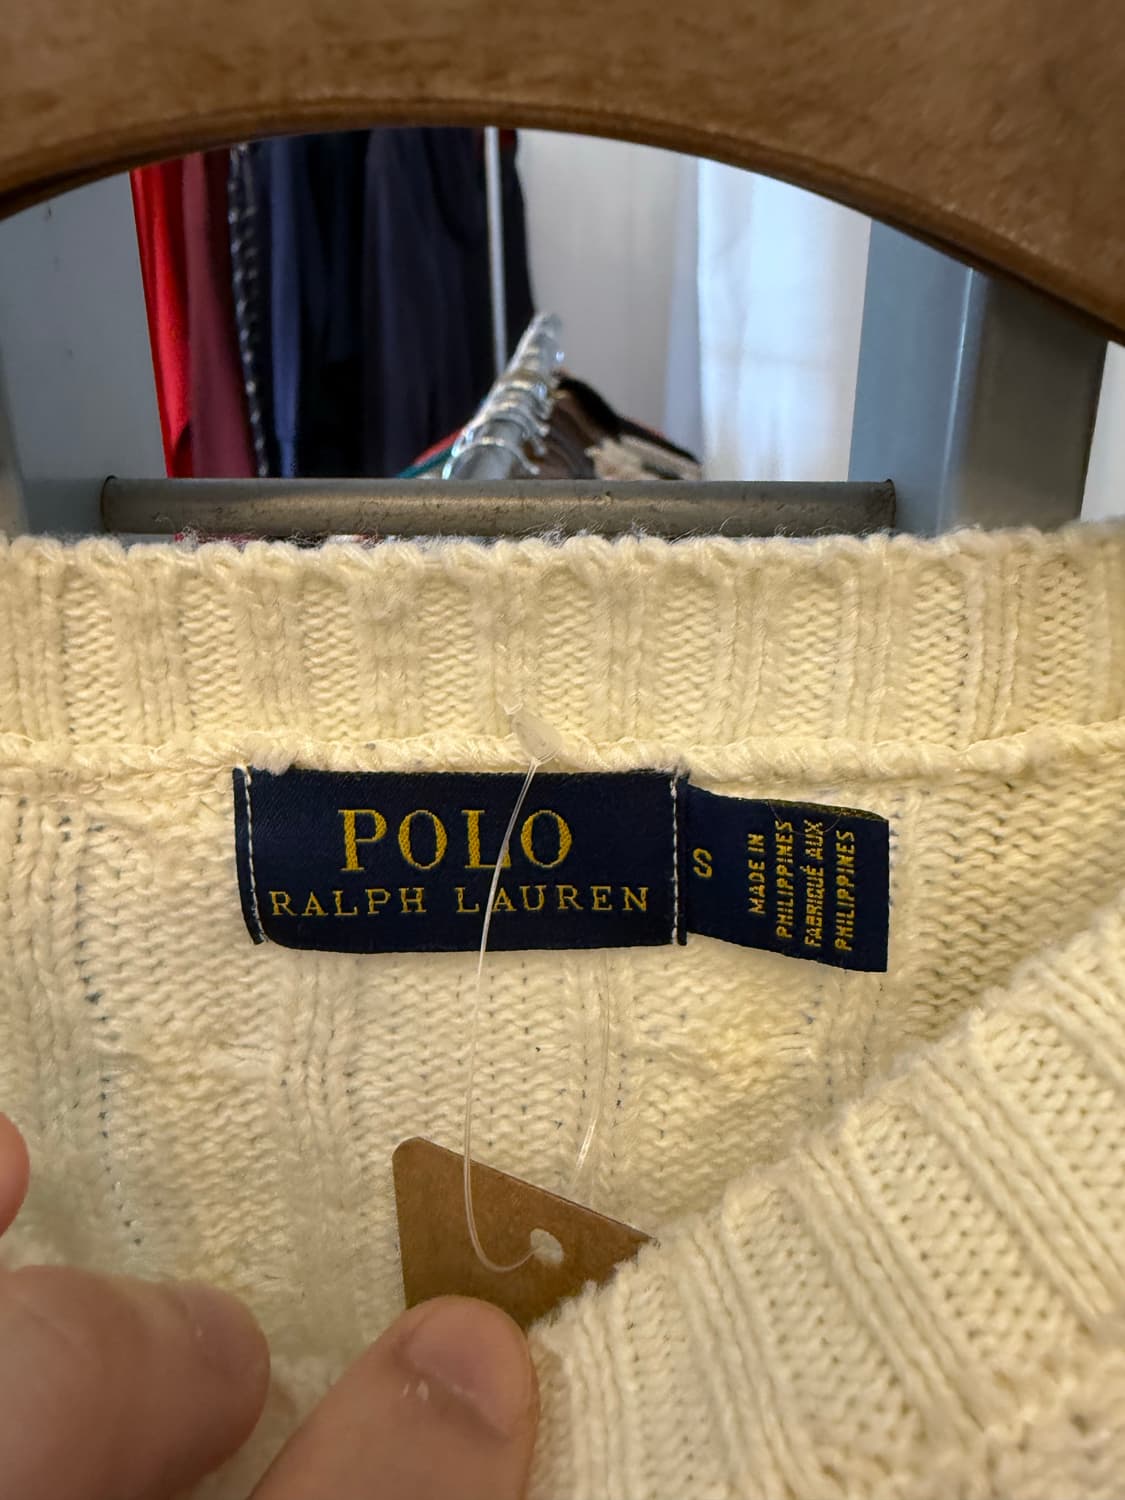 POLO
RALPH LAUREN
S
MADE IN
PHILIPPINES
FABRIQUÉ AUX
PHILIPPINES